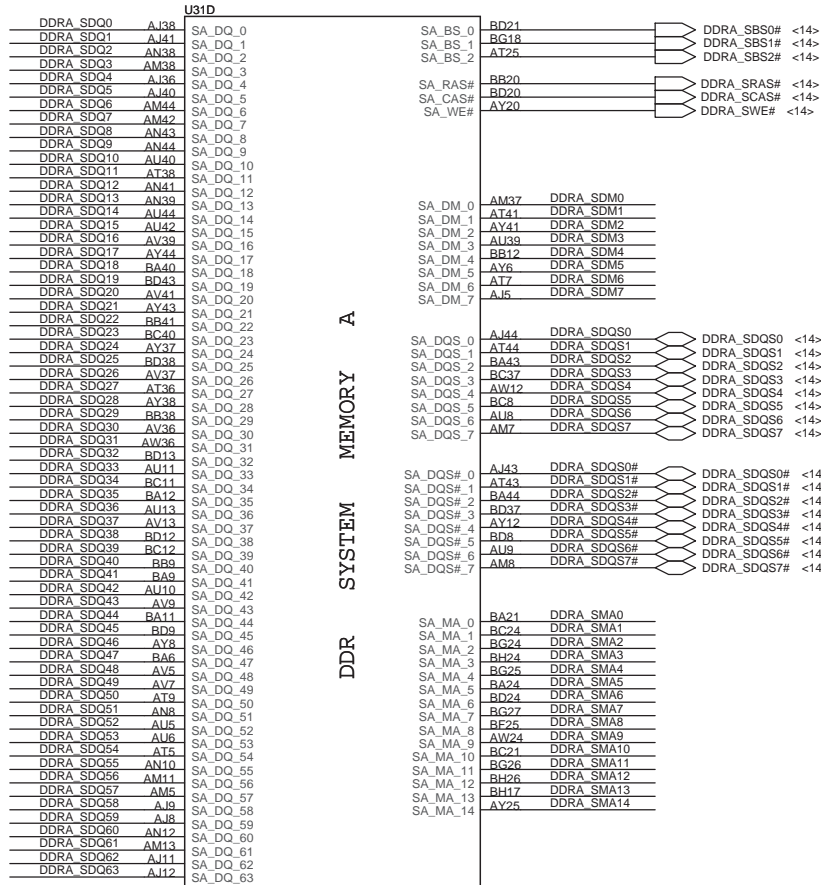 U31D
DDRA_SDQ0 AJ38 SA_DQ_0
DDRA_SDQ1 AJ41 SA_DQ_1
DDRA_SDQ2 AN38 SA_DQ_2
DDRA_SDQ3 AM38 SA_DQ_3
DDRA_SDQ4 AJ36 SA_DQ_4
DDRA_SDQ5 AJ40 SA_DQ_5
DDRA_SDQ6 AM44 SA_DQ_6
DDRA_SDQ7 AM42 SA_DQ_7
DDRA_SDQ8 AN43 SA_DQ_8
DDRA_SDQ9 AN44 SA_DQ_9
DDRA_SDQ10 AU40 SA_DQ_10
DDRA_SDQ11 AT38 SA_DQ_11
DDRA_SDQ12 AN41 SA_DQ_12
DDRA_SDQ13 AN39 SA_DQ_13
DDRA_SDQ14 AU44 SA_DQ_14
DDRA_SDQ15 AU42 SA_DQ_15
DDRA_SDQ16 AV39 SA_DQ_16
DDRA_SDQ17 AY44 SA_DQ_17
DDRA_SDQ18 BA40 SA_DQ_18
DDRA_SDQ19 BD43 SA_DQ_19
DDRA_SDQ20 AV41 SA_DQ_20
DDRA_SDQ21 AY43 SA_DQ_21
DDRA_SDQ22 BB41 SA_DQ_22
DDRA_SDQ23 BC40 SA_DQ_23
DDRA_SDQ24 AY37 SA_DQ_24
DDRA_SDQ25 BD38 SA_DQ_25
DDRA_SDQ26 AV37 SA_DQ_26
DDRA_SDQ27 AT36 SA_DQ_27
DDRA_SDQ28 AY38 SA_DQ_28
DDRA_SDQ29 BB38 SA_DQ_29
DDRA_SDQ30 AV36 SA_DQ_30
DDRA_SDQ31 AW36 SA_DQ_31
DDRA_SDQ32 BD13 SA_DQ_32
DDRA_SDQ33 AU11 SA_DQ_33
DDRA_SDQ34 BC11 SA_DQ_34
DDRA_SDQ35 BA12 SA_DQ_35
DDRA_SDQ36 AU13 SA_DQ_36
DDRA_SDQ37 AV13 SA_DQ_37
DDRA_SDQ38 BD12 SA_DQ_38
DDRA_SDQ39 BC12 SA_DQ_39
DDRA_SDQ40 BB9 SA_DQ_40
DDRA_SDQ41 BA9 SA_DQ_41
DDRA_SDQ42 AU10 SA_DQ_42
DDRA_SDQ43 AV9 SA_DQ_43
DDRA_SDQ44 BA11 SA_DQ_44
DDRA_SDQ45 BD9 SA_DQ_45
DDRA_SDQ46 AY8 SA_DQ_46
DDRA_SDQ47 BA6 SA_DQ_47
DDRA_SDQ48 AV5 SA_DQ_48
DDRA_SDQ49 AV7 SA_DQ_49
DDRA_SDQ50 AT9 SA_DQ_50
DDRA_SDQ51 AN8 SA_DQ_51
DDRA_SDQ52 AU5 SA_DQ_52
DDRA_SDQ53 AU6 SA_DQ_53
DDRA_SDQ54 AT5 SA_DQ_54
DDRA_SDQ55 AN10 SA_DQ_55
DDRA_SDQ56 AM11 SA_DQ_56
DDRA_SDQ57 AM5 SA_DQ_57
DDRA_SDQ58 AJ9 SA_DQ_58
DDRA_SDQ59 AJ8 SA_DQ_59
DDRA_SDQ60 AN12 SA_DQ_60
DDRA_SDQ61 AM13 SA_DQ_61
DDRA_SDQ62 AJ11 SA_DQ_62
DDRA_SDQ63 AJ12 SA_DQ_63
DDR SYSTEM MEMORY A
SA_BS_0 BD21 DDRA_SBS0# <14>
SA_BS_1 BG18 DDRA_SBS1# <14>
SA_BS_2 AT25 DDRA_SBS2# <14>
SA_RAS# BB20 DDRA_SRAS# <14>
SA_CAS# BD20 DDRA_SCAS# <14>
SA_WE# AY20 DDRA_SWE# <14>
SA_DM_0 AM37 DDRA_SDM0
SA_DM_1 AT41 DDRA_SDM1
SA_DM_2 AY41 DDRA_SDM2
SA_DM_3 AU39 DDRA_SDM3
SA_DM_4 BB12 DDRA_SDM4
SA_DM_5 AY6 DDRA_SDM5
SA_DM_6 AT7 DDRA_SDM6
SA_DM_7 AJ5 DDRA_SDM7
SA_DQS_0 AJ44 DDRA_SDQS0 DDRA_SDQS0 <14>
SA_DQS_1 AT44 DDRA_SDQS1 DDRA_SDQS1 <14>
SA_DQS_2 BA43 DDRA_SDQS2 DDRA_SDQS2 <14>
SA_DQS_3 BC37 DDRA_SDQS3 DDRA_SDQS3 <14>
SA_DQS_4 AW12 DDRA_SDQS4 DDRA_SDQS4 <14>
SA_DQS_5 BC8 DDRA_SDQS5 DDRA_SDQS5 <14>
SA_DQS_6 AU8 DDRA_SDQS6 DDRA_SDQS6 <14>
SA_DQS_7 AM7 DDRA_SDQS7 DDRA_SDQS7 <14>
SA_DQS#_0 AJ43 DDRA_SDQS0# DDRA_SDQS0# <14
SA_DQS#_1 AT43 DDRA_SDQS1# DDRA_SDQS1# <14
SA_DQS#_2 BA44 DDRA_SDQS2# DDRA_SDQS2# <14
SA_DQS#_3 BD37 DDRA_SDQS3# DDRA_SDQS3# <14
SA_DQS#_4 AY12 DDRA_SDQS4# DDRA_SDQS4# <14
SA_DQS#_5 BD8 DDRA_SDQS5# DDRA_SDQS5# <14
SA_DQS#_6 AU9 DDRA_SDQS6# DDRA_SDQS6# <14
SA_DQS#_7 AM8 DDRA_SDQS7# DDRA_SDQS7# <14
SA_MA_0 BA21 DDRA_SMA0
SA_MA_1 BC24 DDRA_SMA1
SA_MA_2 BG24 DDRA_SMA2
SA_MA_3 BH24 DDRA_SMA3
SA_MA_4 BG25 DDRA_SMA4
SA_MA_5 BA24 DDRA_SMA5
SA_MA_6 BD24 DDRA_SMA6
SA_MA_7 BG27 DDRA_SMA7
SA_MA_8 BF25 DDRA_SMA8
SA_MA_9 AW24 DDRA_SMA9
SA_MA_10 BC21 DDRA_SMA10
SA_MA_11 BG26 DDRA_SMA11
SA_MA_12 BH26 DDRA_SMA12
SA_MA_13 BH17 DDRA_SMA13
SA_MA_14 AY25 DDRA_SMA14